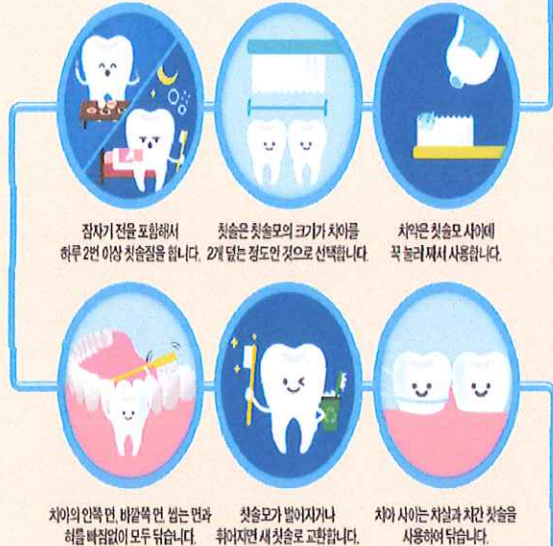 잠자기 전을 포함해서
하루 2번 이상 칫솔질을 합니다.
칫솔은 칫솔모의 크기가 치아를
2개 덮는 정도인 것으로 선택합니다.
치약은 칫솔모 사이에
꾹 눌러 짜서 사용합니다.
치아의 안쪽 면, 바깥쪽 면, 씹는 면과
혀를 빠짐없이 모두 닦습니다.
칫솔모가 벌어지거나
휘어지면 새 칫솔로 교환합니다.
치아 사이는 치실과 치간 칫솔을
사용하여 닦습니다.